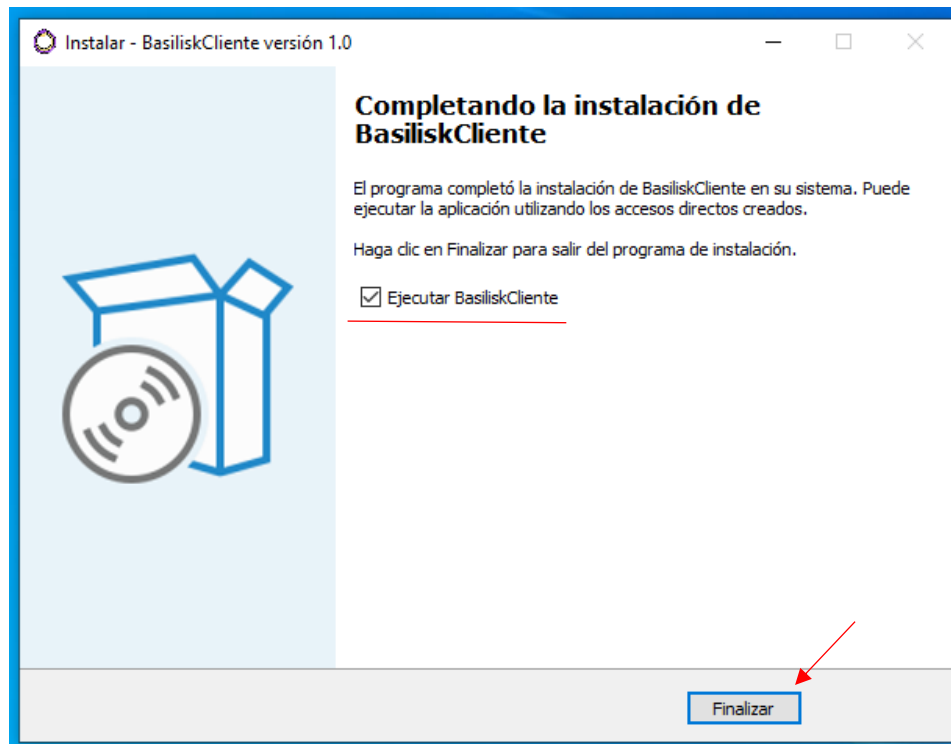 Instalar - BasiliskCliente versión 1.0
Completando la instalación de
BasiliskCliente
El programa completó la instalación de BasiliskCliente en su sistema. Puede
ejecutar la aplicación utilizando los accesos directos creados.
Haga clic en Finalizar para salir del programa de instalación.
Ejecutar BasiliskCliente
Finalizar